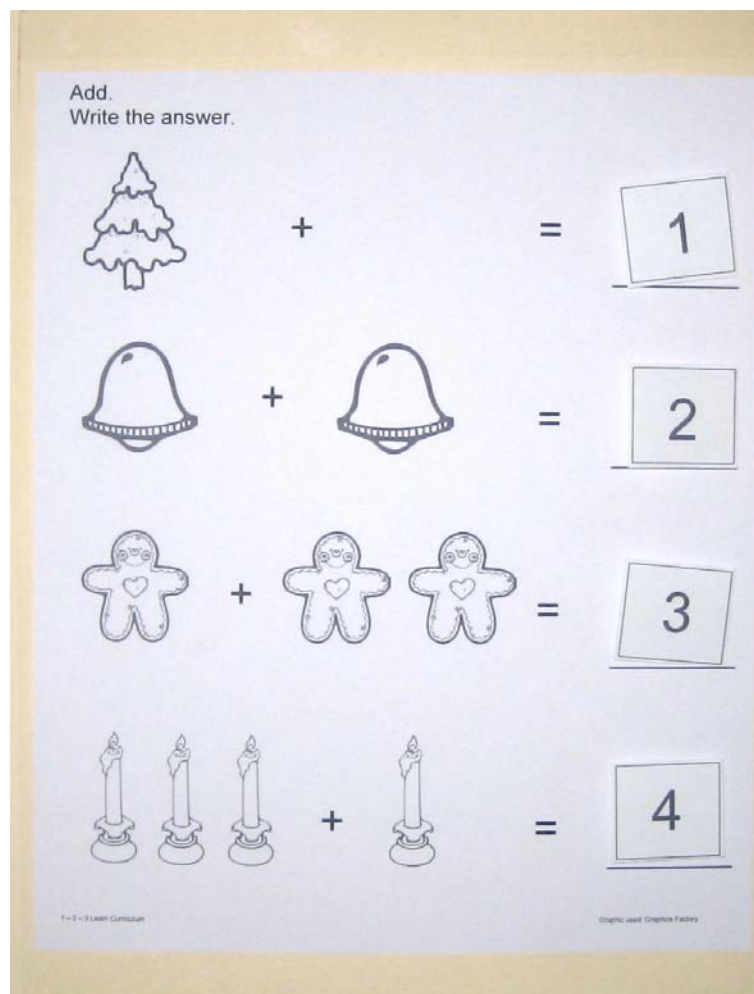 Add.
Write the answer.
+ = 1
+ = 2
+ = 3
+ = 4
1 – 2 – 3 Learn Curriculum Graphic used: Graphics Factory